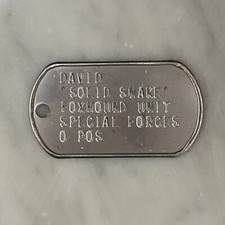 DAVID
"SOLID SNAKE"
FOXHOUND UNIT
SPECIAL FORCES
O POS